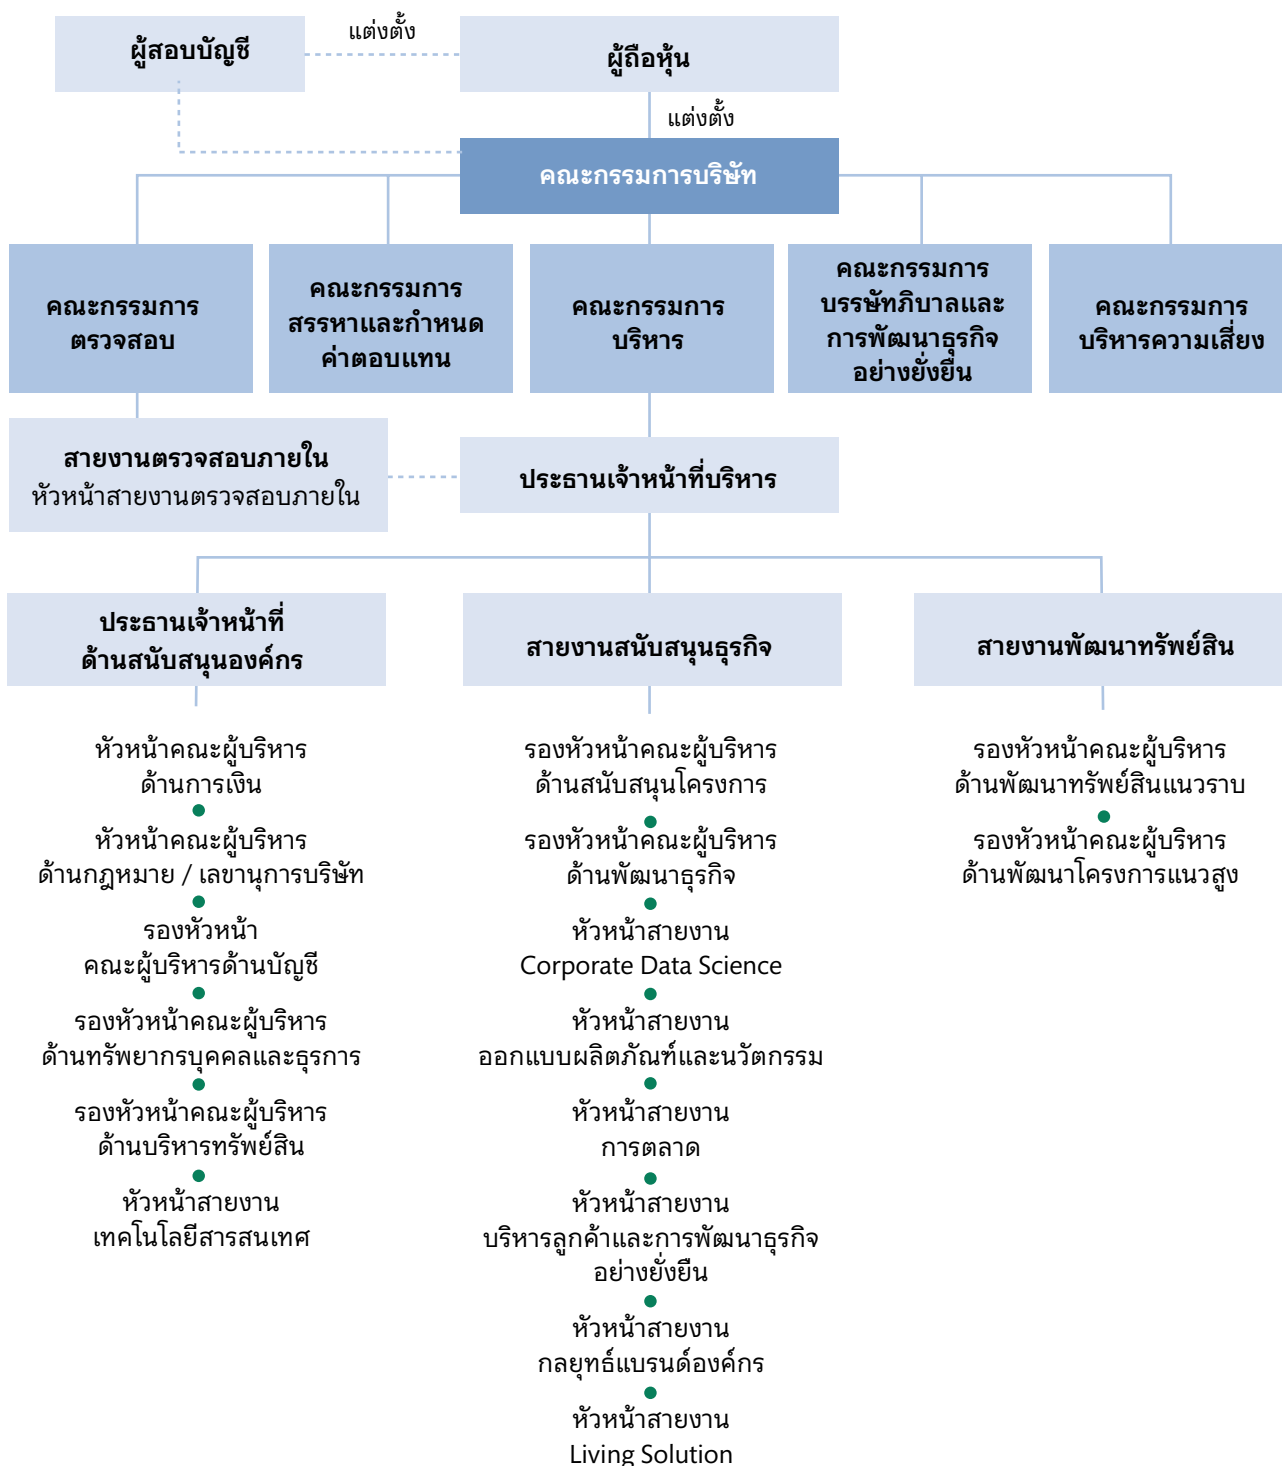 ผู้สอบบัญชี
แต่งตั้ง
ผู้ถือหุ้น
แต่งตั้ง
คณะกรรมการบริษัท
คณะกรรมการ
ตรวจสอบ
คณะกรรมการ
สรรหาและกำหนด
ค่าตอบแทน
คณะกรรมการ
บริหาร
คณะกรรมการ
บรรษัทภิบาลและ
การพัฒนาธุรกิจ
อย่างยั่งยืน
คณะกรรมการ
บริหารความเสี่ยง
สายงานตรวจสอบภายใน
หัวหน้าสายงานตรวจสอบภายใน
ประธานเจ้าหน้าที่บริหาร
ประธานเจ้าหน้าที่
ด้านสนับสนุนองค์กร
หัวหน้าคณะผู้บริหาร
ด้านการเงิน
หัวหน้าคณะผู้บริหาร
ด้านกฎหมาย / เลขานุการบริษัท
รองหัวหน้า
คณะผู้บริหารด้านบัญชี
รองหัวหน้าคณะผู้บริหาร
ด้านทรัพยากรบุคคลและธุรการ
รองหัวหน้าคณะผู้บริหาร
ด้านบริหารทรัพย์สิน
หัวหน้าสายงาน
เทคโนโลยีสารสนเทศ
สายงานสนับสนุนธุรกิจ
รองหัวหน้าคณะผู้บริหาร
ด้านสนับสนุนโครงการ
รองหัวหน้าคณะผู้บริหาร
ด้านพัฒนาธุรกิจ
หัวหน้าสายงาน
Corporate Data Science
หัวหน้าสายงาน
ออกแบบผลิตภัณฑ์และนวัตกรรม
หัวหน้าสายงาน
การตลาด
หัวหน้าสายงาน
บริหารลูกค้าและการพัฒนาธุรกิจ
อย่างยั่งยืน
หัวหน้าสายงาน
กลยุทธ์แบรนด์องค์กร
หัวหน้าสายงาน
Living Solution
สายงานพัฒนาทรัพย์สิน
รองหัวหน้าคณะผู้บริหาร
ด้านพัฒนาทรัพย์สินแนวราบ
รองหัวหน้าคณะผู้บริหาร
ด้านพัฒนาโครงการแนวสูง